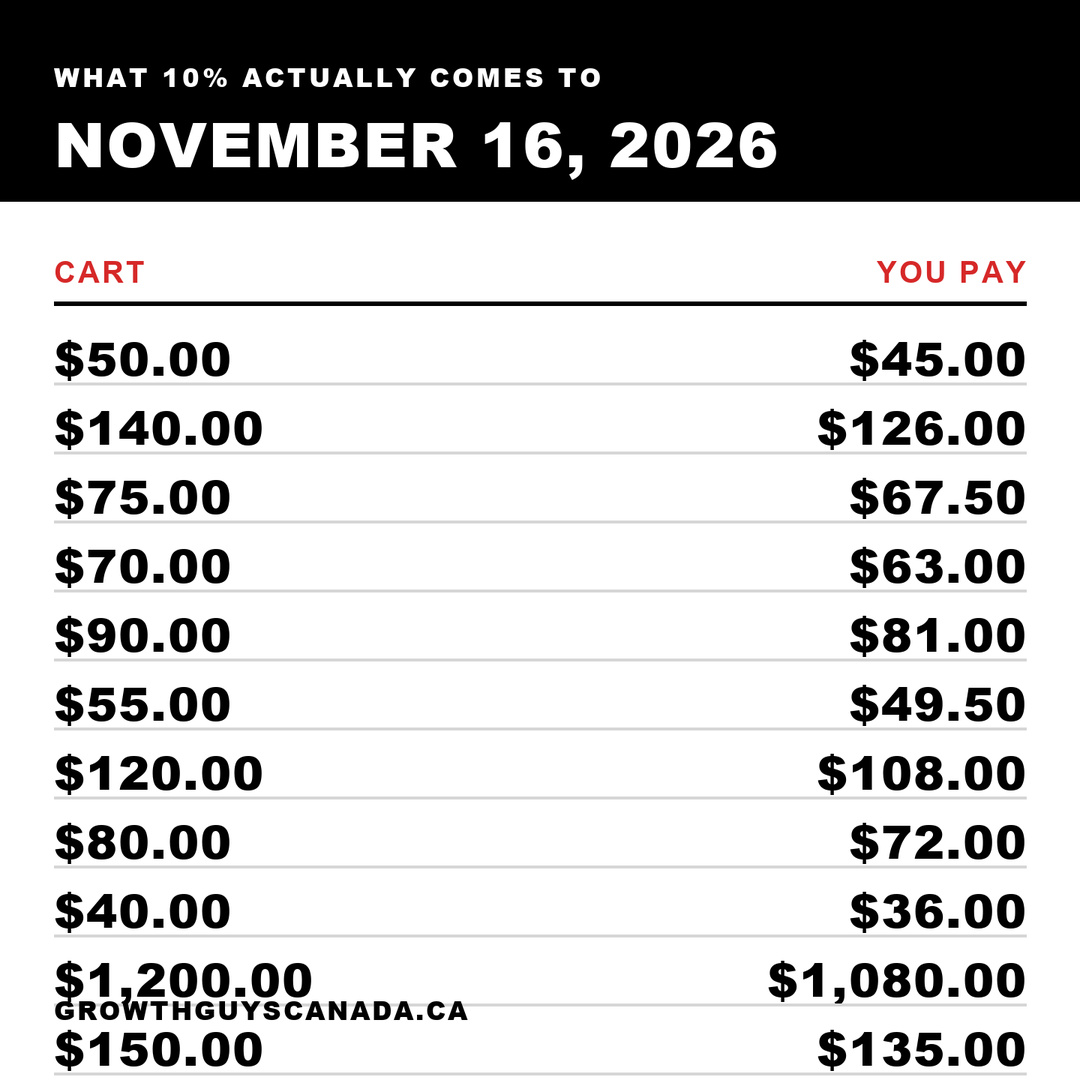 WHAT 10% ACTUALLY COMES TO
NOVEMBER 16, 2026
CART YOU PAY
$50.00 $45.00
$140.00 $126.00
$75.00 $67.50
$70.00 $63.00
$90.00 $81.00
$55.00 $49.50
$120.00 $108.00
$80.00 $72.00
$40.00 $36.00
$1,200.00 $1,080.00
GROWTHGUYSCANADA.CA
$150.00 $135.00